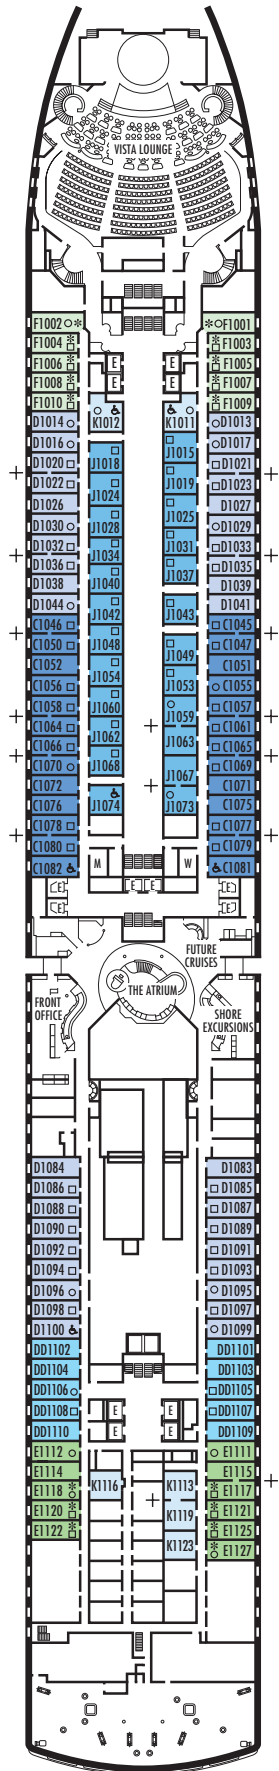 VISTA LOUNGE
F1002 F1001
F1004 F1003
F1006 F1005
F1008 F1007
F1010 F1009
E E
E E
K1012 K1011
D1014 D1013
D1016 D1017
D1020 D1021
D1022 D1023
D1026 D1027
D1030 D1029
D1032 D1033
D1036 D1035
D1038 D1039
D1044 D1041
J1018 J1015
J1024 J1019
J1028 J1025
J1034 J1031
J1040 J1037
J1042 J1043
J1048 J1049
J1054 J1053
J1060 J1059
J1062 J1063
J1068 J1067
J1074 J1073
C1046 C1045
C1050 C1047
C1052 C1051
C1056 C1055
C1058 C1057
C1064 C1061
C1066 C1065
C1070 C1069
C1072 C1071
C1076 C1075
C1078 C1077
C1080 C1079
C1082 C1081
M W
E E E E
E E
FUTURE
CRUISES
THE ATRIUM
FRONT
OFFICE
SHORE
EXCURSIONS
D1084 D1083
D1086 D1085
D1088 D1087
D1090 D1089
D1092 D1091
D1094 D1093
D1096 D1095
D1098 D1097
D1100 D1099
DD1102 DD1101
DD1104 DD1103
DD1106 DD1105
DD1108 DD1107
DD1110 DD1109
E E
E E
E1112 E1111
E1114 E1115
E1118 E1117
E1120 E1121
E1122 E1125
E1127
K1116 K1113
K1119
K1123